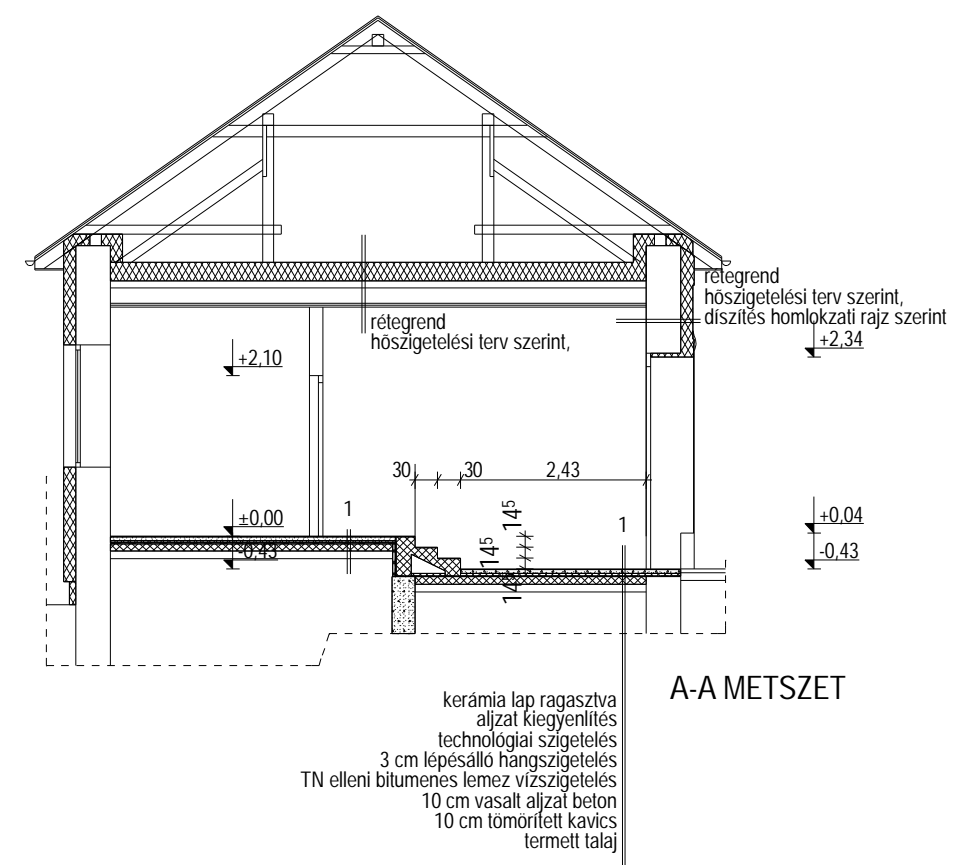 rétegrend
hőszigetelési terv szerint,
díszítés homlokzati rajz szerint
rétegrend
hőszigetelési terv szerint,
+2,34
+2,10
30
30
2,43
1
14⁵
1
±0,00
+0,04
-0,43
14⁵
-0,43
14⁵
A-A METSZET
kerámia lap ragasztva
aljzat kiegyenlítés
technológiai szigetelés
3 cm lépésálló hangszigetelés
TN elleni bitumenes lemez vízszigetelés
10 cm vasalt aljzat beton
10 cm tömörített kavics
termett talaj